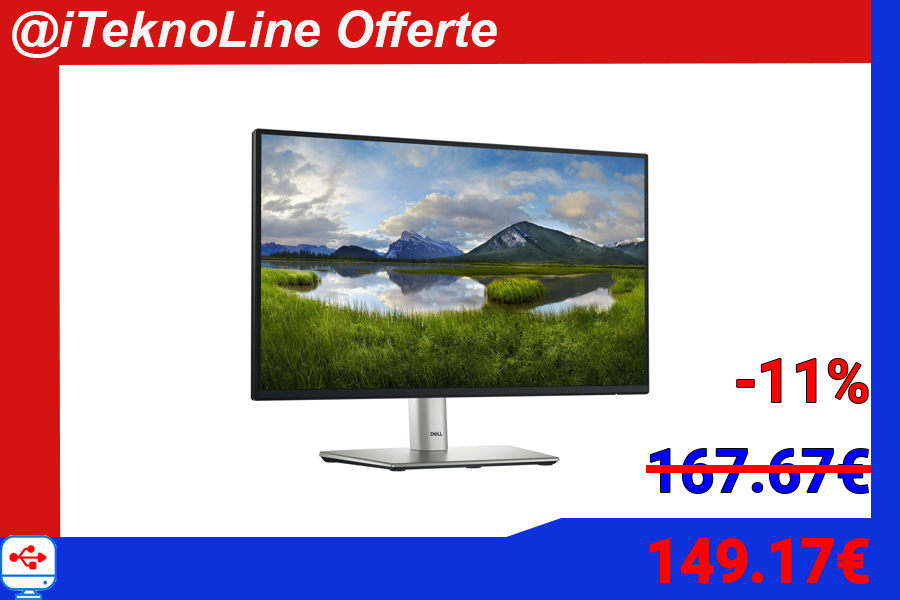 @iTeknoLine Offerte
DELL
-11%
167.67€
149.17€